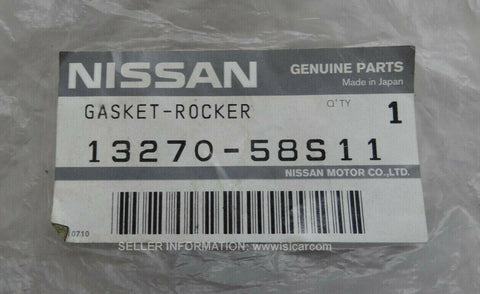 NISSAN
GENUINE PARTS
Made in Japan
GASKET-ROCKER
Q'TY
1
13270-58S11
NISSAN MOTOR CO.,LTD.
0710
SELLER INFORMATION: www.isicar.com